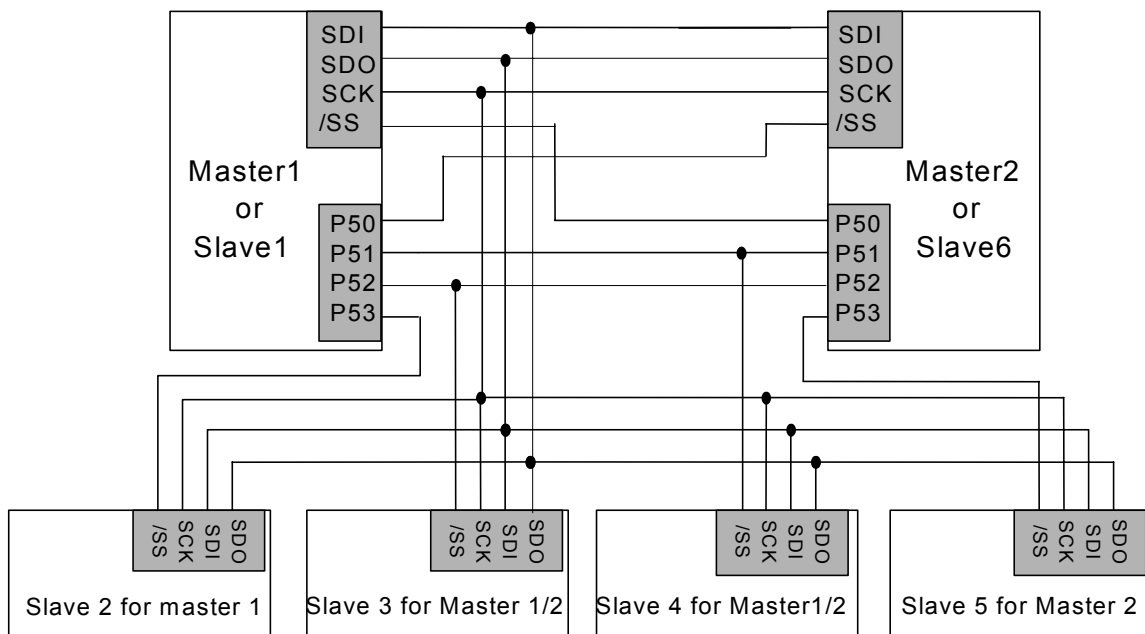 SDI
SDO
SCK
/SS
Master1
or
Slave1
P50
P51
P52
P53
SDI
SDO
SCK
/SS
Master2
or
Slave6
P50
P51
P52
P53
/SS
SCK
SDI
SDO
Slave 2 for master 1
/SS
SCK
SDI
SDO
Slave 3 for Master 1/2
/SS
SCK
SDI
SDO
Slave 4 for Master1/2
/SS
SCK
SDI
SDO
Slave 5 for Master 2